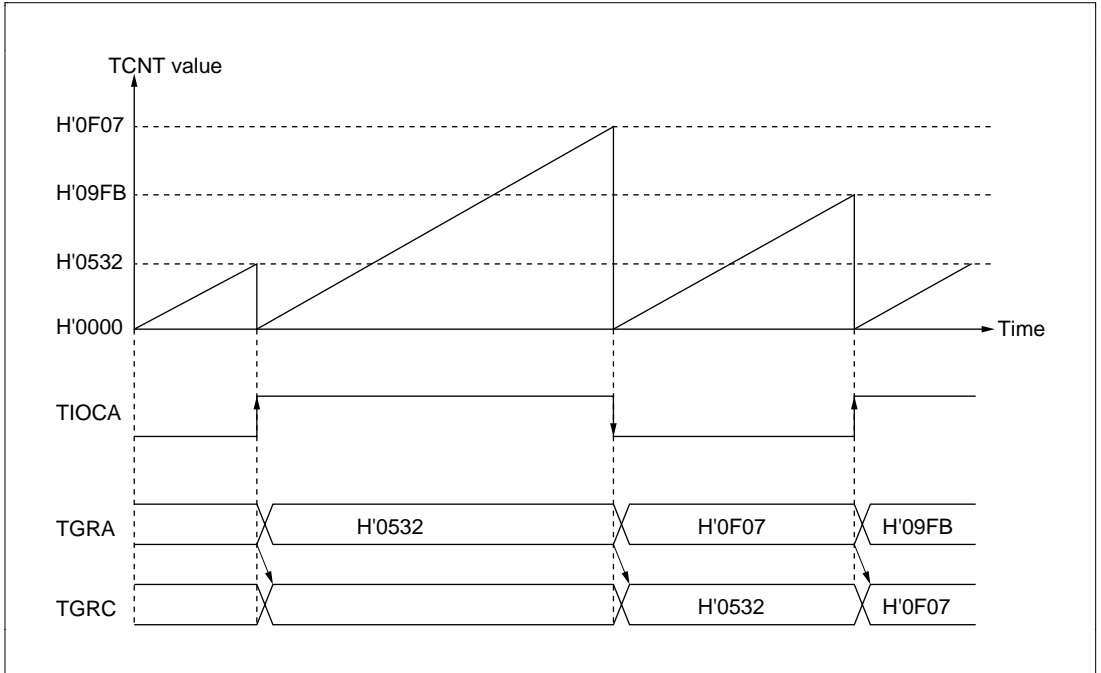 TCNT value
H'0F07
H'09FB
H'0532
H'0000
Time
TIOCA
TGRA H'0532 H'0F07 H'09FB
TGRC H'0532 H'0F07